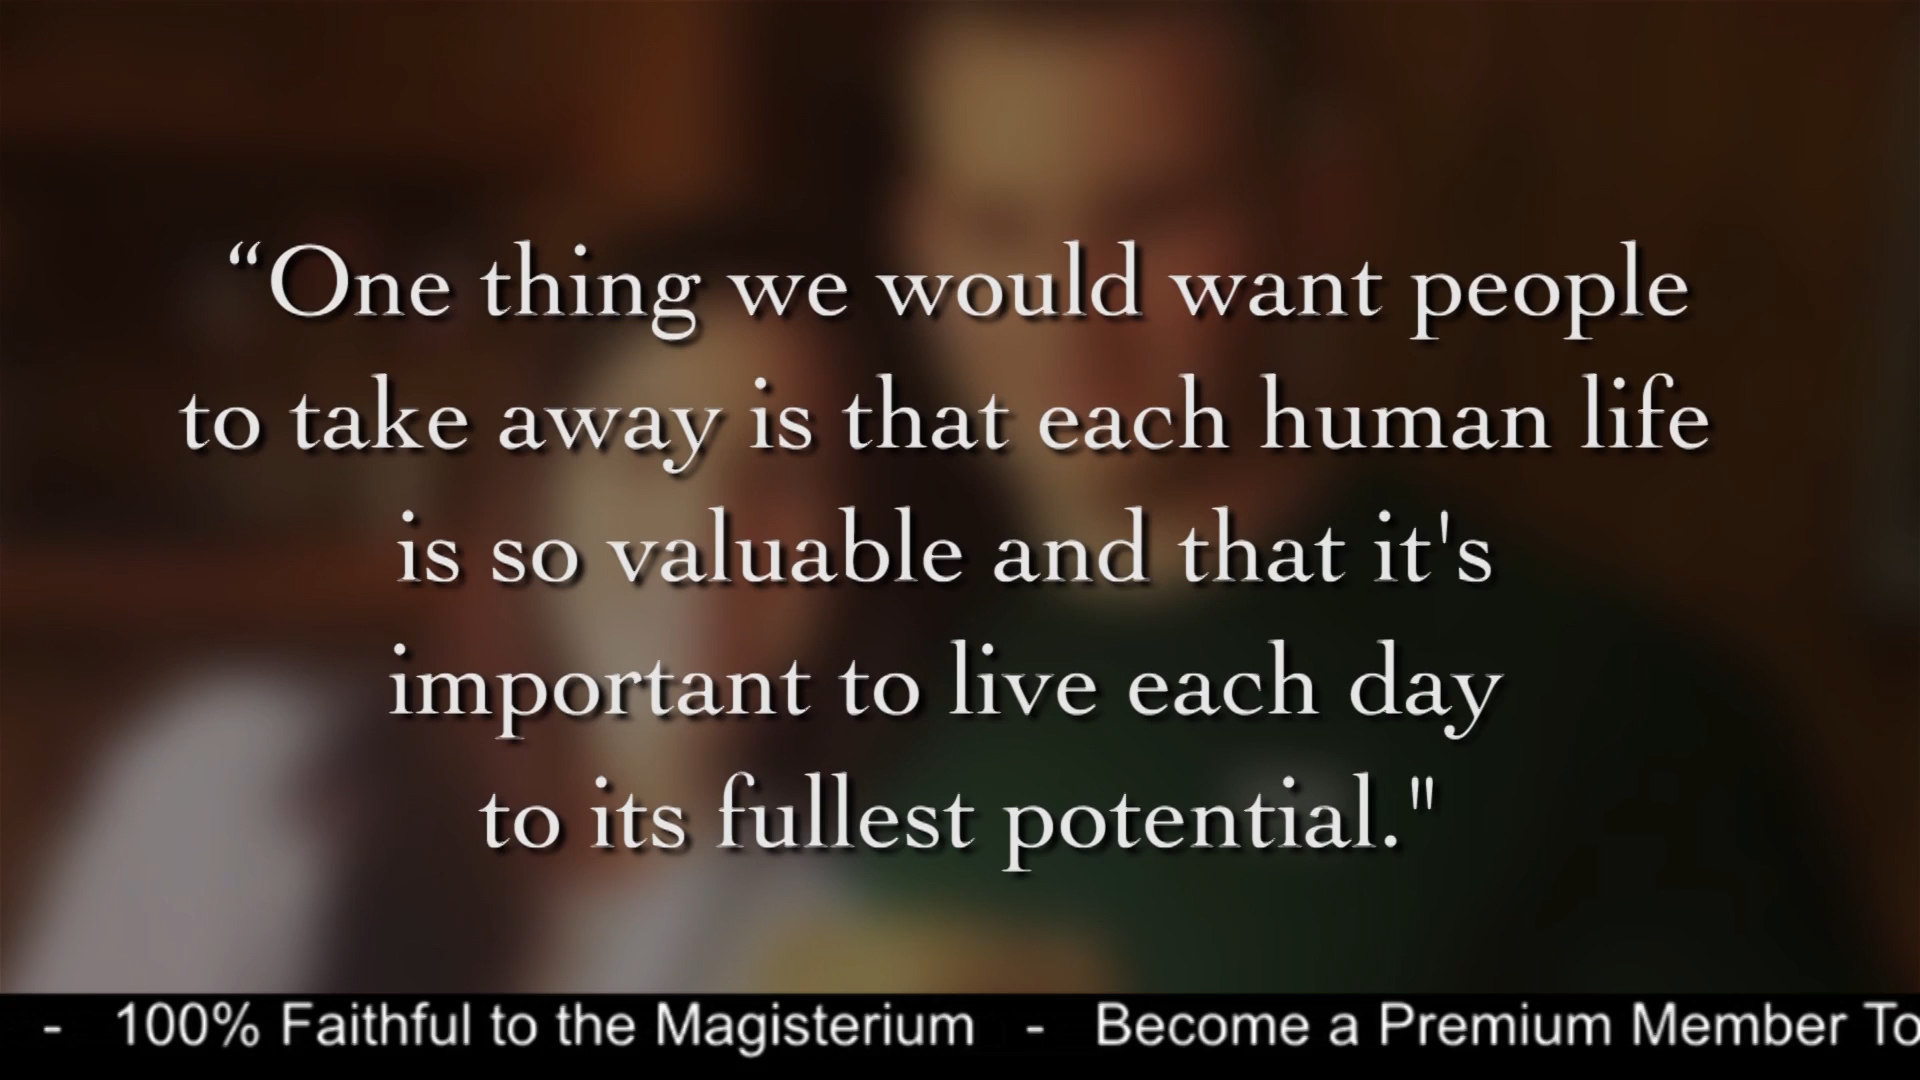 “One thing we would want people
to take away is that each human life
is so valuable and that it's
important to live each day
to its fullest potential."
- 100% Faithful to the Magisterium - Become a Premium Member To